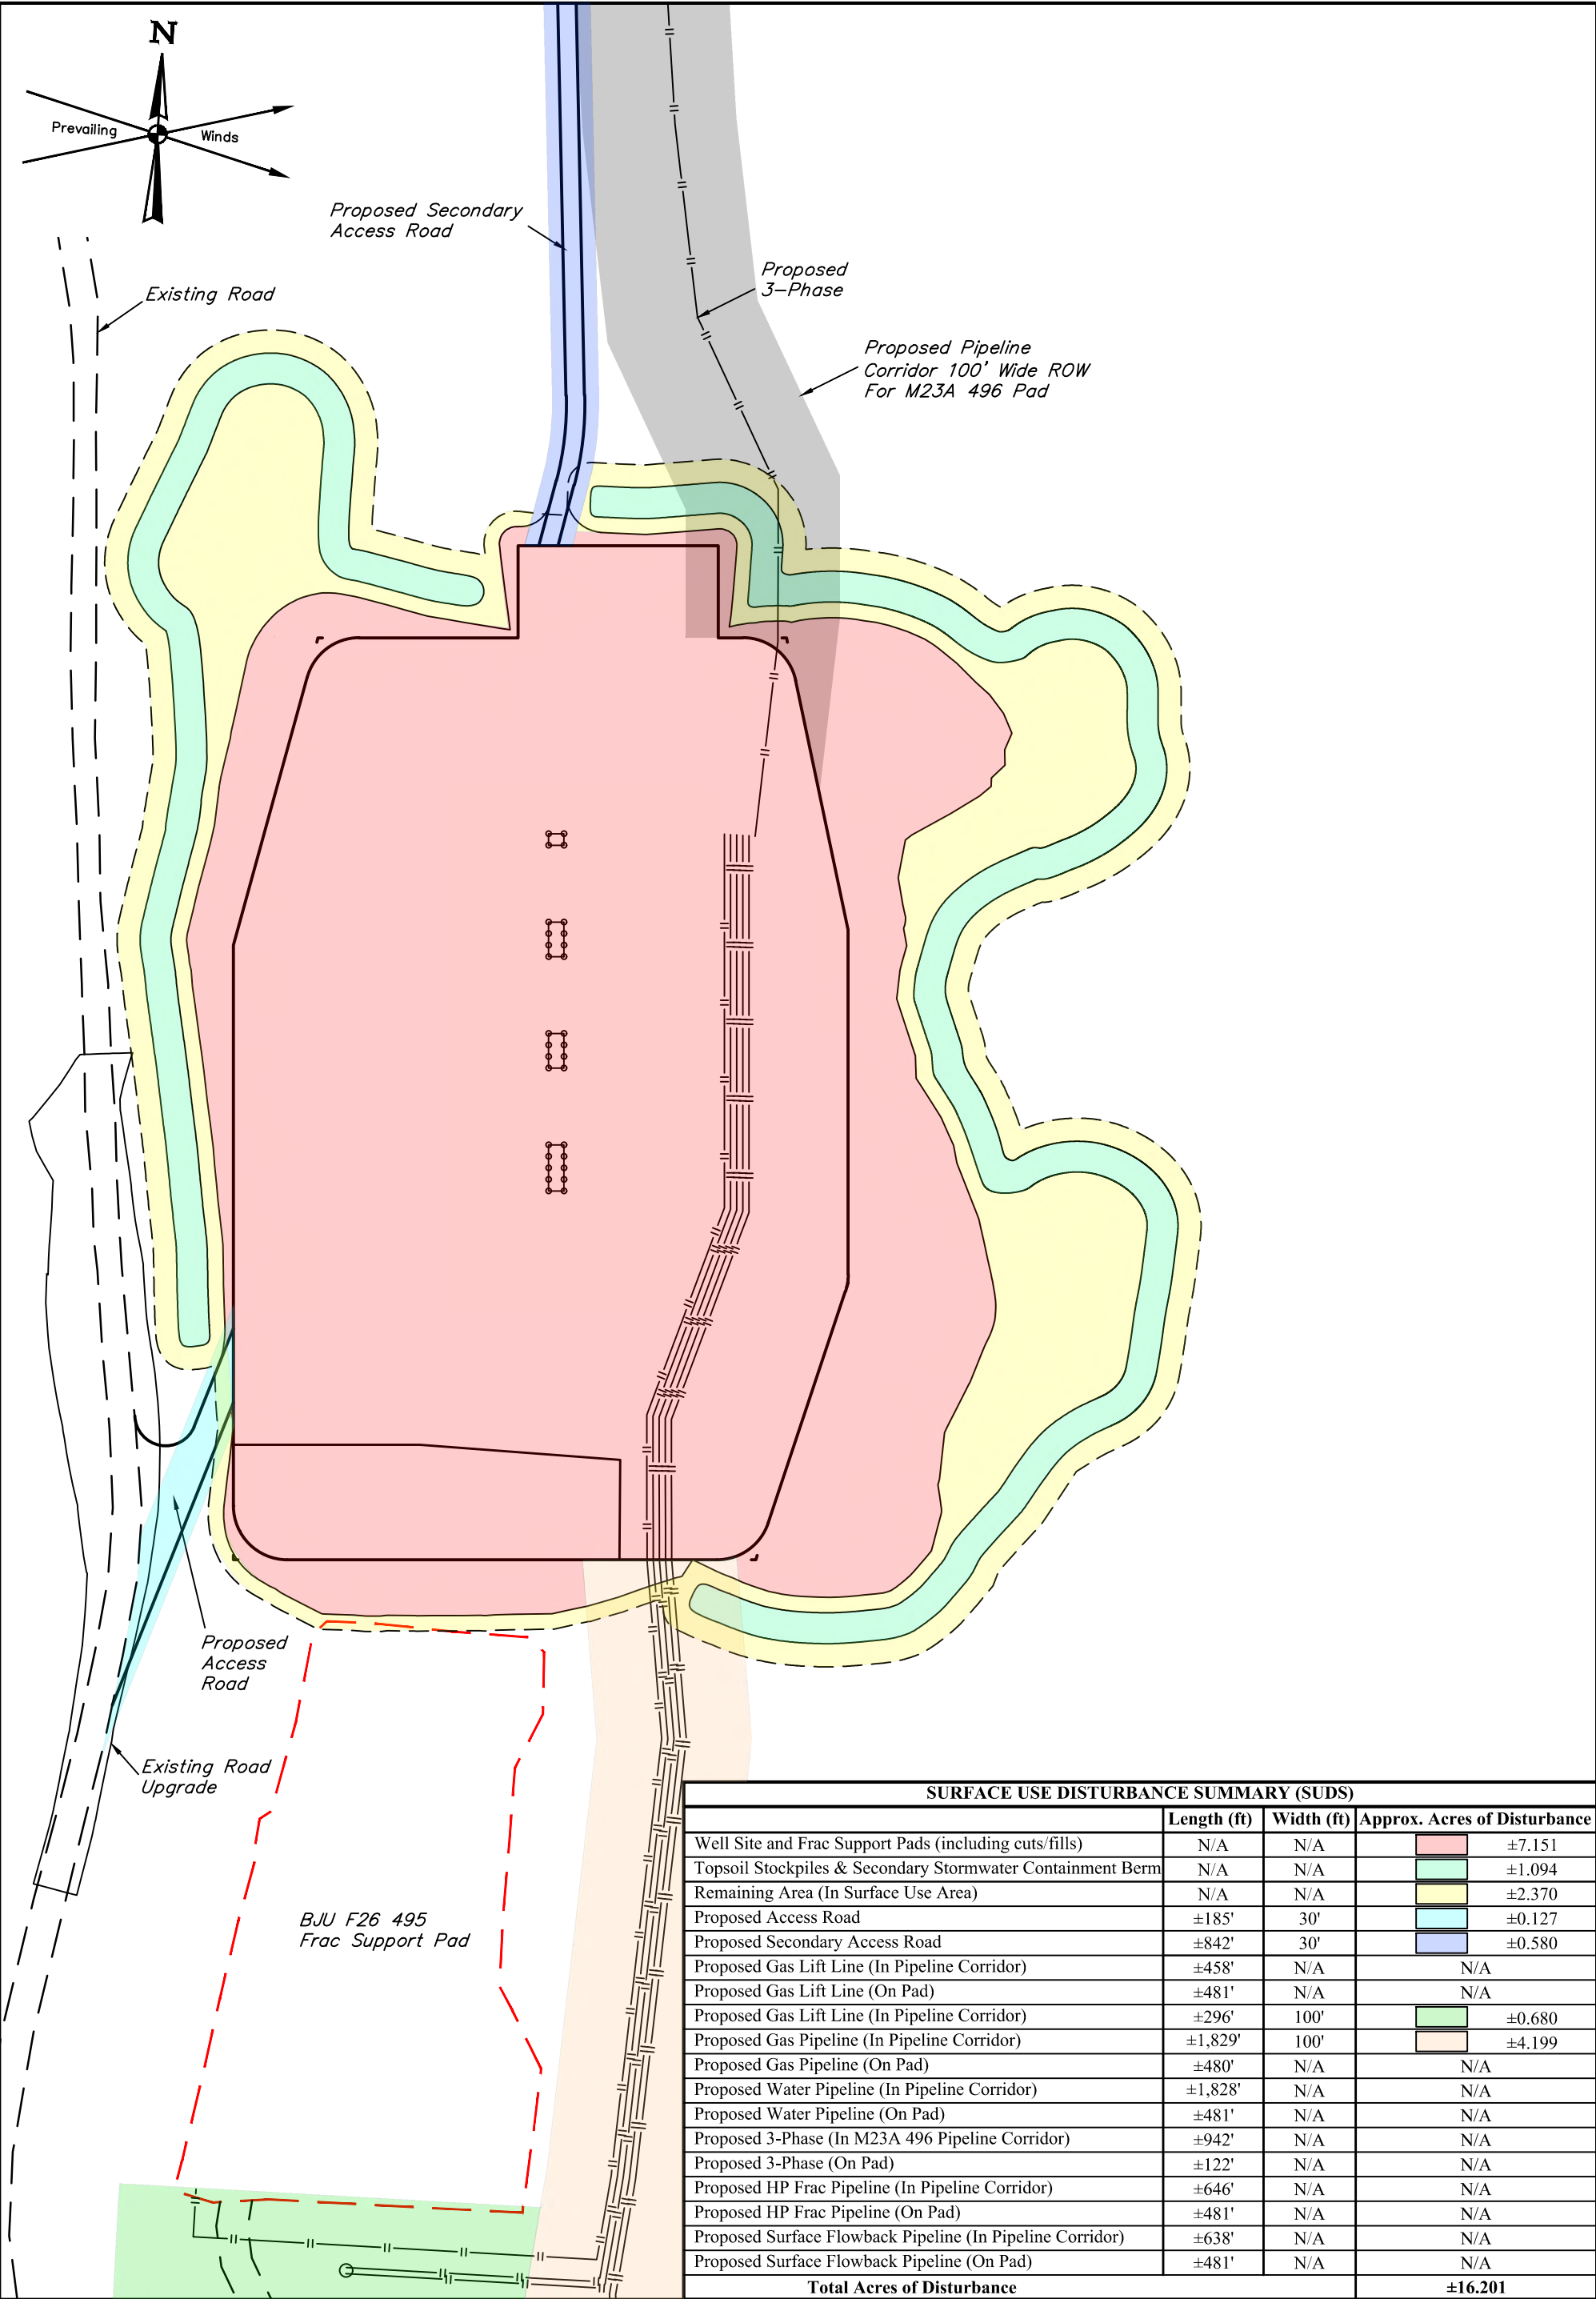 N
Prevailing Winds
Proposed Secondary
Access Road
Existing Road
Proposed
3-Phase
Proposed Pipeline
Corridor 100' Wide ROW
For M23A 496 Pad
Proposed
Access
Road
Existing Road
Upgrade
BJU F26 495
Frac Support Pad
SURFACE USE DISTURBANCE SUMMARY (SUDS)
Length (ft) Width (ft) Approx. Acres of Disturbance
Well Site and Frac Support Pads (including cuts/fills) N/A N/A ±7.151
Topsoil Stockpiles & Secondary Stormwater Containment Berm N/A N/A ±1.094
Remaining Area (In Surface Use Area) N/A N/A ±2.370
Proposed Access Road ±185' 30' ±0.127
Proposed Secondary Access Road ±842' 30' ±0.580
Proposed Gas Lift Line (In Pipeline Corridor) ±458' N/A N/A
Proposed Gas Lift Line (On Pad) ±481' N/A N/A
Proposed Gas Lift Line (In Pipeline Corridor) ±296' 100' ±0.680
Proposed Gas Pipeline (In Pipeline Corridor) ±1,829' 100' ±4.199
Proposed Gas Pipeline (On Pad) ±480' N/A N/A
Proposed Water Pipeline (In Pipeline Corridor) ±1,828' N/A N/A
Proposed Water Pipeline (On Pad) ±481' N/A N/A
Proposed 3-Phase (In M23A 496 Pipeline Corridor) ±942' N/A N/A
Proposed 3-Phase (On Pad) ±122' N/A N/A
Proposed HP Frac Pipeline (In Pipeline Corridor) ±646' N/A N/A
Proposed HP Frac Pipeline (On Pad) ±481' N/A N/A
Proposed Surface Flowback Pipeline (In Pipeline Corridor) ±638' N/A N/A
Proposed Surface Flowback Pipeline (On Pad) ±481' N/A N/A
Total Acres of Disturbance ±16.201